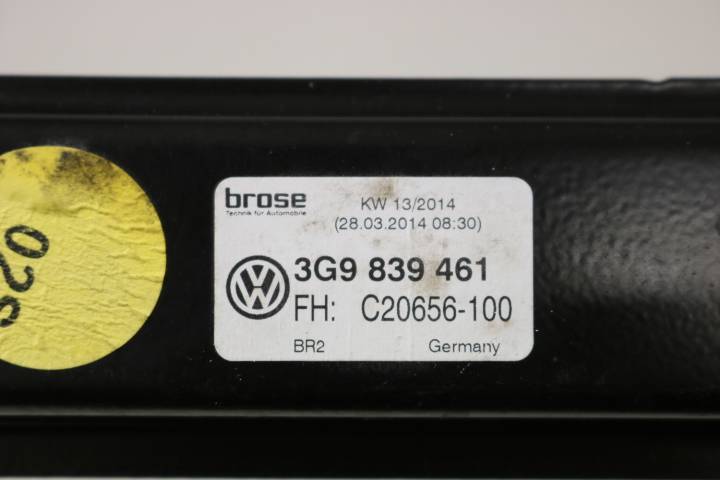 brose
Technik für Automobile
KW 13/2014
(28.03.2014 08:30)
3G9 839 461
FH: C20656-100
BR2 Germany
02S